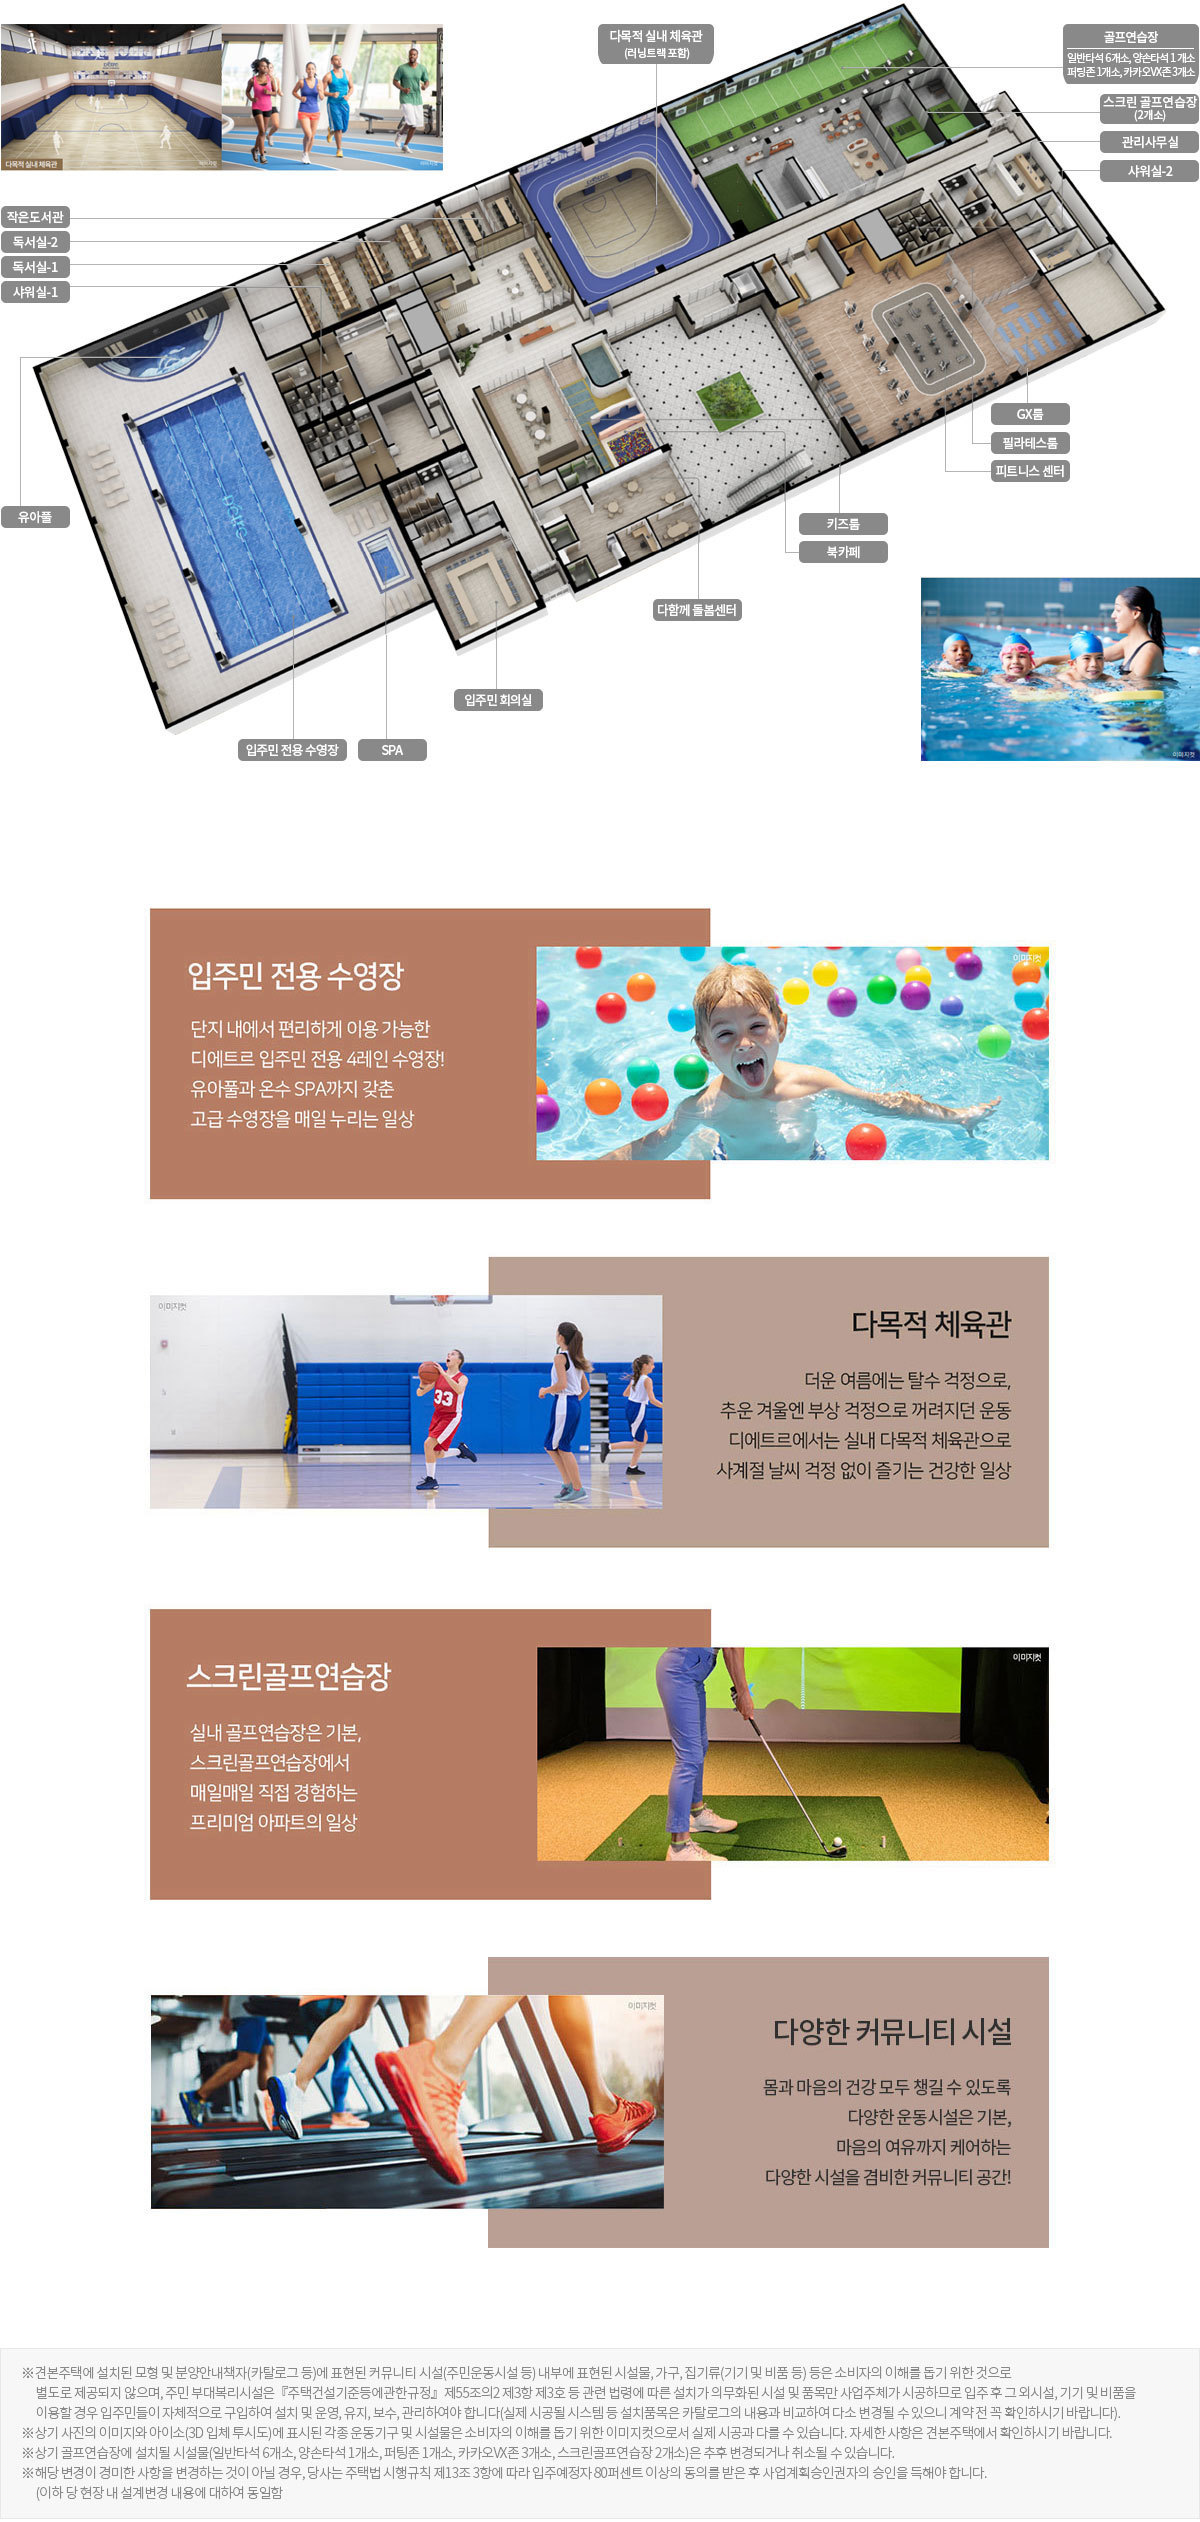 다목적 실내 체육관
이미지컷
이미지컷
다목적 실내 체육관
(러닝트랙 포함)
골프연습장
일반타석 6개소, 양손타석 1개소
퍼팅존 1개소, 카카오VX존 3개소
스크린 골프연습장
(2개소)
관리사무실
샤워실-2
작은도서관
독서실-2
독서실-1
샤워실-1
유아풀
GX룸
필라테스룸
피트니스 센터
키즈룸
북카페
다함께 돌봄센터
입주민 회의실
입주민 전용 수영장
SPA
이미지컷
입주민 전용 수영장
단지 내에서 편리하게 이용 가능한
디에트르 입주민 전용 4레인 수영장!
유아풀과 온수 SPA까지 갖춘
고급 수영장을 매일 누리는 일상
이미지컷
이미지컷
다목적 체육관
더운 여름에는 탈수 걱정으로,
추운 겨울엔 부상 걱정으로 꺼려지던 운동
디에트르에서는 실내 다목적 체육관으로
사계절 날씨 걱정 없이 즐기는 건강한 일상
33
스크린골프연습장
실내 골프연습장은 기본,
스크린골프연습장에서
매일매일 직접 경험하는
프리미엄 아파트의 일상
이미지컷
이미지컷
다양한 커뮤니티 시설
몸과 마음의 건강 모두 챙길 수 있도록
다양한 운동시설은 기본,
마음의 여유까지 케어하는
다양한 시설을 겸비한 커뮤니티 공간!
※견본주택에 설치된 모형 및 분양안내책자(카탈로그 등)에 표현된 커뮤니티 시설(주민운동시설 등) 내부에 표현된 시설물, 가구, 집기류(기기 및 비품 등) 등은 소비자의 이해를 돕기 위한 것으로
별도로 제공되지 않으며, 주민 부대복리시설은『주택건설기준등에관한규정』제55조의2 제3항 제3호 등 관련 법령에 따른 설치가 의무화된 시설 및 품목만 사업주체가 시공하므로 입주 후 그 외시설, 기기 및 비품을
이용할 경우 입주민들이 자체적으로 구입하여 설치 및 운영, 유지, 보수, 관리하여야 합니다(실제 시공될 시스템 등 설치품목은 카탈로그의 내용과 비교하여 다소 변경될 수 있으니 계약 전 꼭 확인하시기 바랍니다).
※상기 사진의 이미지와 아이소(3D 입체 투시도)에 표시된 각종 운동기구 및 시설물은 소비자의 이해를 돕기 위한 이미지컷으로서 실제 시공과 다를 수 있습니다. 자세한 사항은 견본주택에서 확인하시기 바랍니다.
※상기 골프연습장에 설치될 시설물(일반타석 6개소, 양손타석 1개소, 퍼팅존 1개소, 카카오VX존 3개소, 스크린골프연습장 2개소)은 추후 변경되거나 취소될 수 있습니다.
※해당 변경이 경미한 사항을 변경하는 것이 아닐 경우, 당사는 주택법 시행규칙 제13조 3항에 따라 입주예정자 80퍼센트 이상의 동의를 받은 후 사업계획승인권자의 승인을 득해야 합니다.
(이하 당 현장 내 설계변경 내용에 대하여 동일함